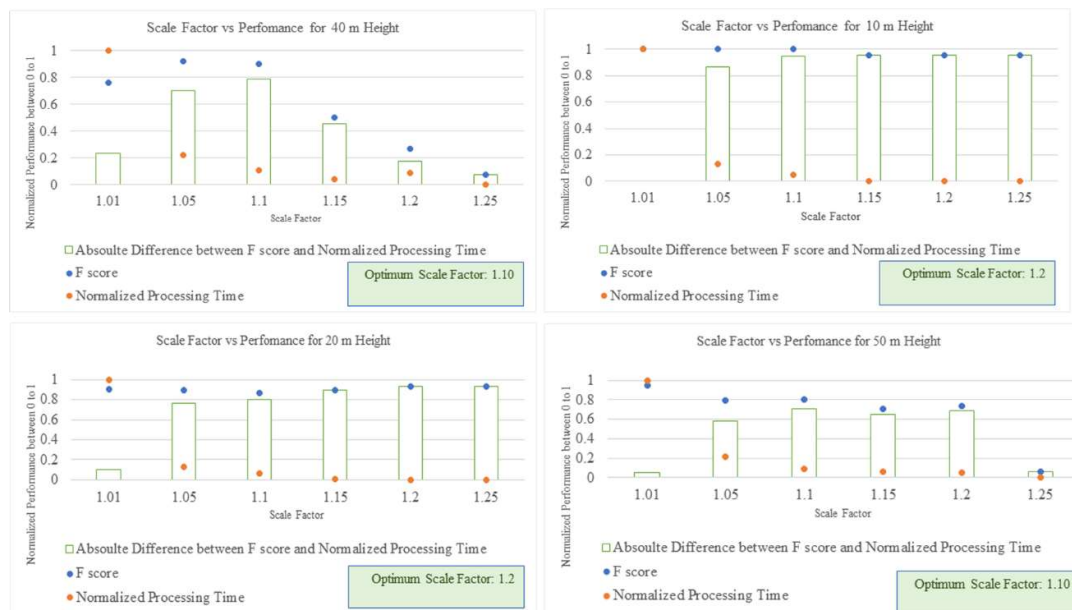 Scale Factor vs Perfomance for 40 m Height
Normalized Performance between 0 to 1
1
0.8
0.6
0.4
0.2
0
1.01 1.05 1.1 1.15 1.2 1.25
Scale Factor
Absoulte Difference between F score and Normalized Processing Time
F score
Normalized Processing Time
Optimum Scale Factor: 1.10
Scale Factor vs Perfomance for 10 m Height
Normalized Performance between 0 to 1
1
0.8
0.6
0.4
0.2
0
1.01 1.05 1.1 1.15 1.2 1.25
Scale Factor
Absoulte Difference between F score and Normalized Processing Time
F score
Normalized Processing Time
Optimum Scale Factor: 1.2
Scale Factor vs Perfomance for 20 m Height
Normalized Performance between 0 to 1
1
0.8
0.6
0.4
0.2
0
1.01 1.05 1.1 1.15 1.2 1.25
Scale Factor
Absoulte Difference between F score and Normalized Processing Time
F score
Normalized Processing Time
Optimum Scale Factor: 1.2
Scale Factor vs Perfomance for 50 m Height
Normalized Performance between 0 to 1
1
0.8
0.6
0.4
0.2
0
1.01 1.05 1.1 1.15 1.2 1.25
Scale Factor
Absoulte Difference between F score and Normalized Processing Time
F score
Normalized Processing Time
Optimum Scale Factor: 1.10